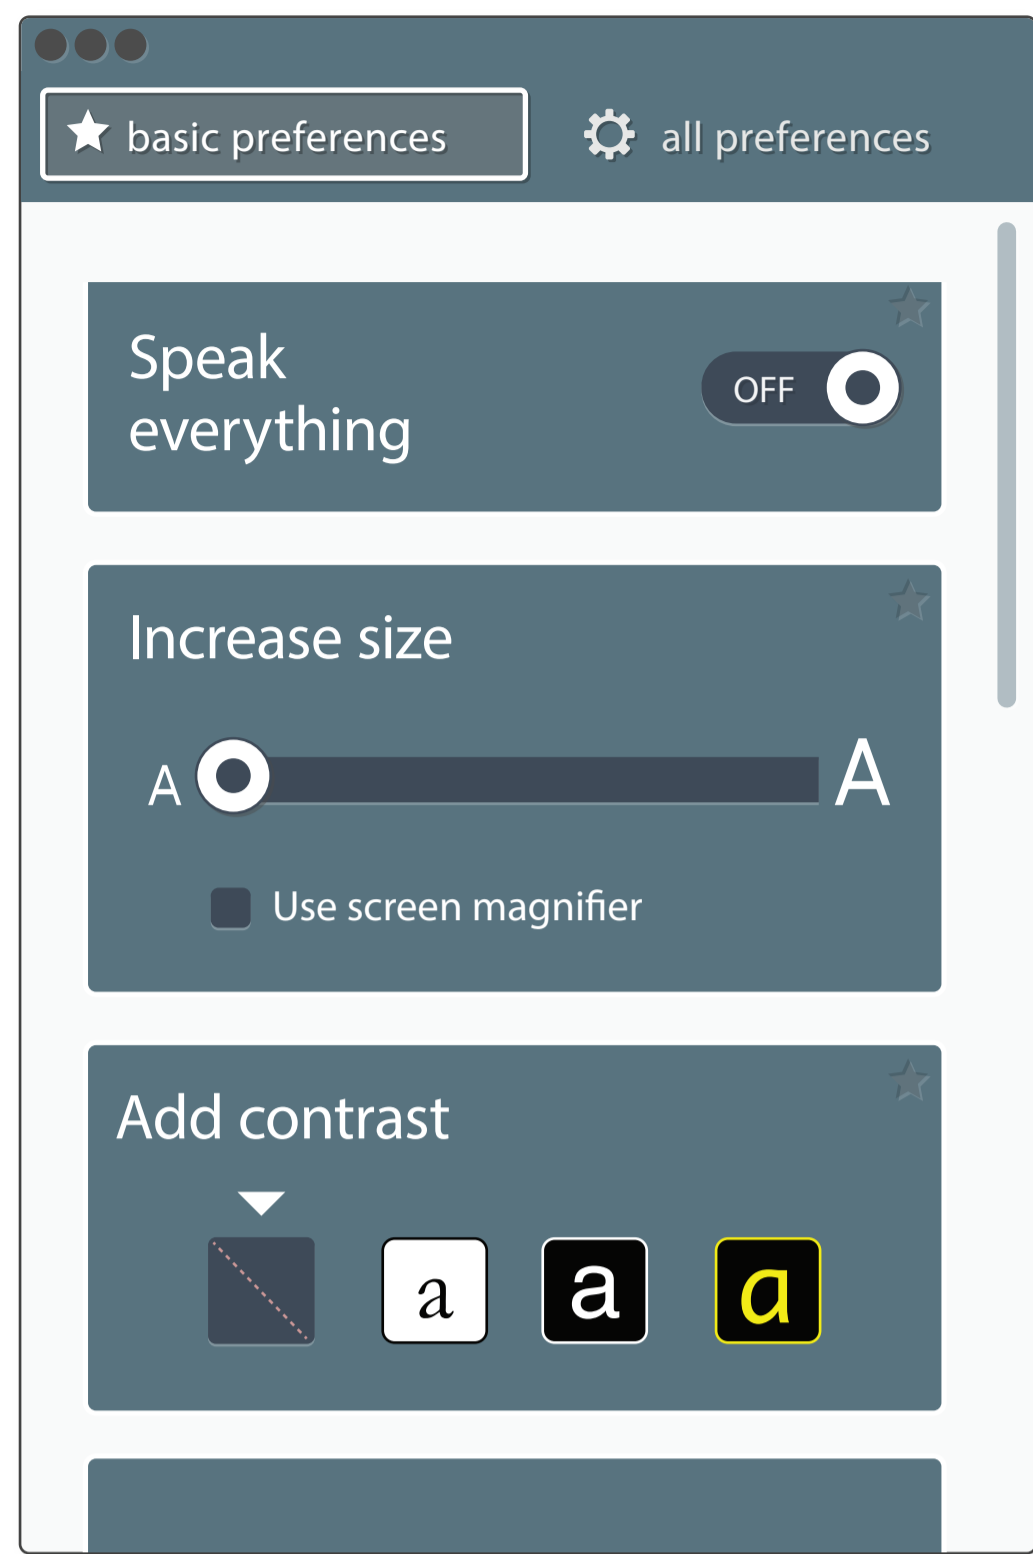 basic preferences
all preferences
Speak
everything
OFF
Increase size
A A
Use screen magnifier
Add contrast
a a a